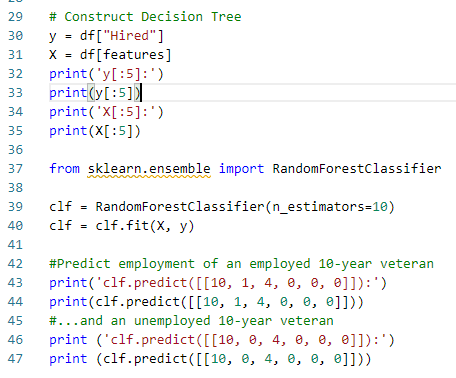 29 # Construct Decision Tree
30 y = df["Hired"]
31 X = df[features]
32 print('y[:5]:')
33 print(y[:5])
34 print('X[:5]:')
35 print(X[:5])
36
37 from sklearn.ensemble import RandomForestClassifier
38
39 clf = RandomForestClassifier(n_estimators=10)
40 clf = clf.fit(X, y)
41
42 #Predict employment of an employed 10-year veteran
43 print('clf.predict([[10, 1, 4, 0, 0, 0]]):')
44 print(clf.predict([[10, 1, 4, 0, 0, 0]]))
45 #...and an unemployed 10-year veteran
46 print ('clf.predict([[10, 0, 4, 0, 0, 0]]):')
47 print (clf.predict([[10, 0, 4, 0, 0, 0]]))